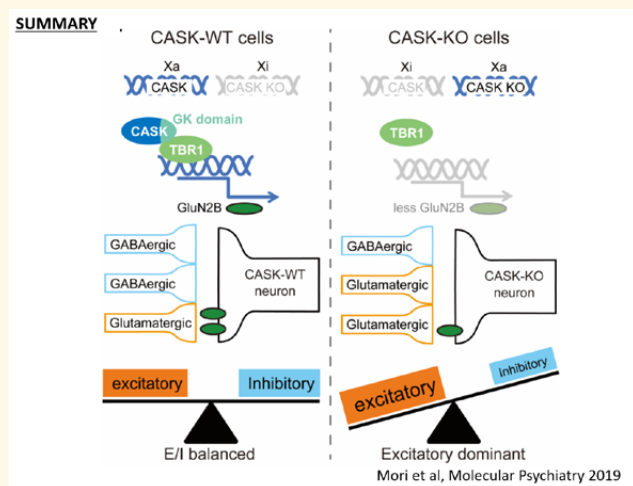 SUMMARY
CASK-WT cells
Xa
Xi
CASK
CASK KO
GK domain
CASK
TBR1
GluN2B
GABAergic
GABAergic
Glutamatergic
CASK-WT
neuron
excitatory
Inhibitory
E/I balanced
CASK-KO cells
Xi
Xa
CASK
CASK KO
TBR1
less GluN2B
GABAergic
Glutamatergic
Glutamatergic
CASK-KO
neuron
excitatory
Inhibitory
Excitatory dominant
Mori et al, Molecular Psychiatry 2019